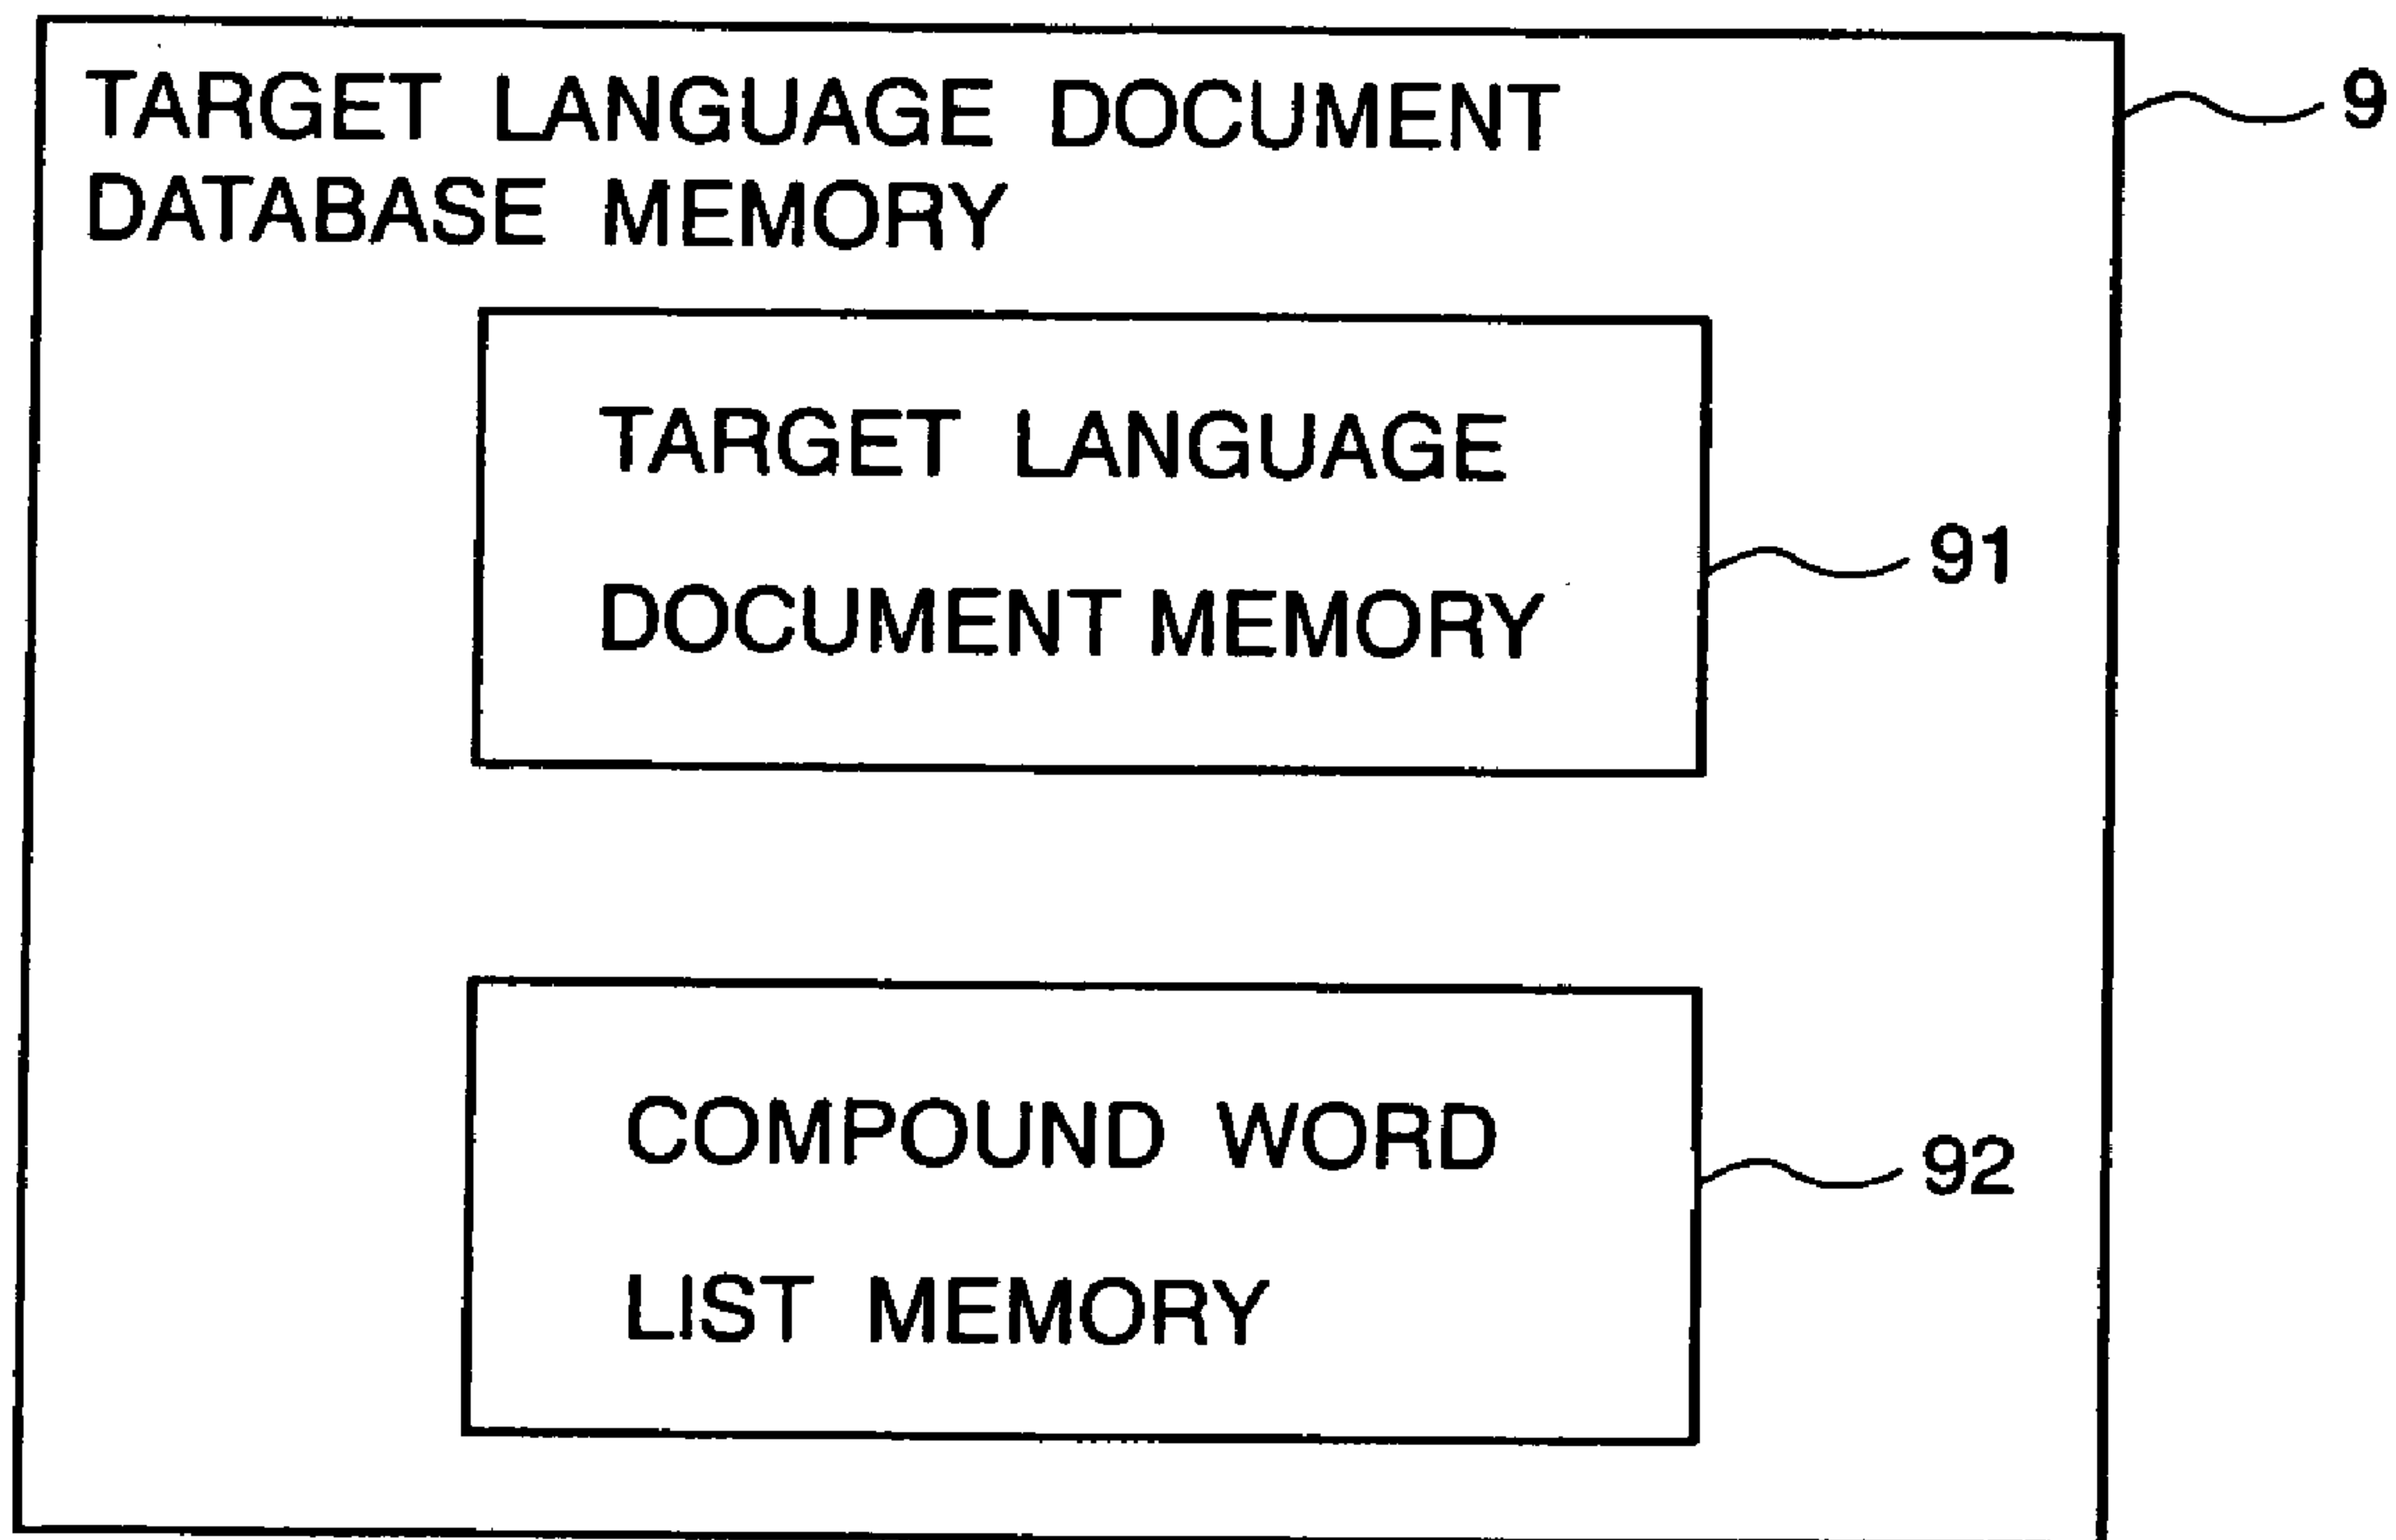 TARGET LANGUAGE DOCUMENT
DATABASE MEMORY
9
TARGET LANGUAGE
DOCUMENT MEMORY
91
COMPOUND WORD
LIST MEMORY
92